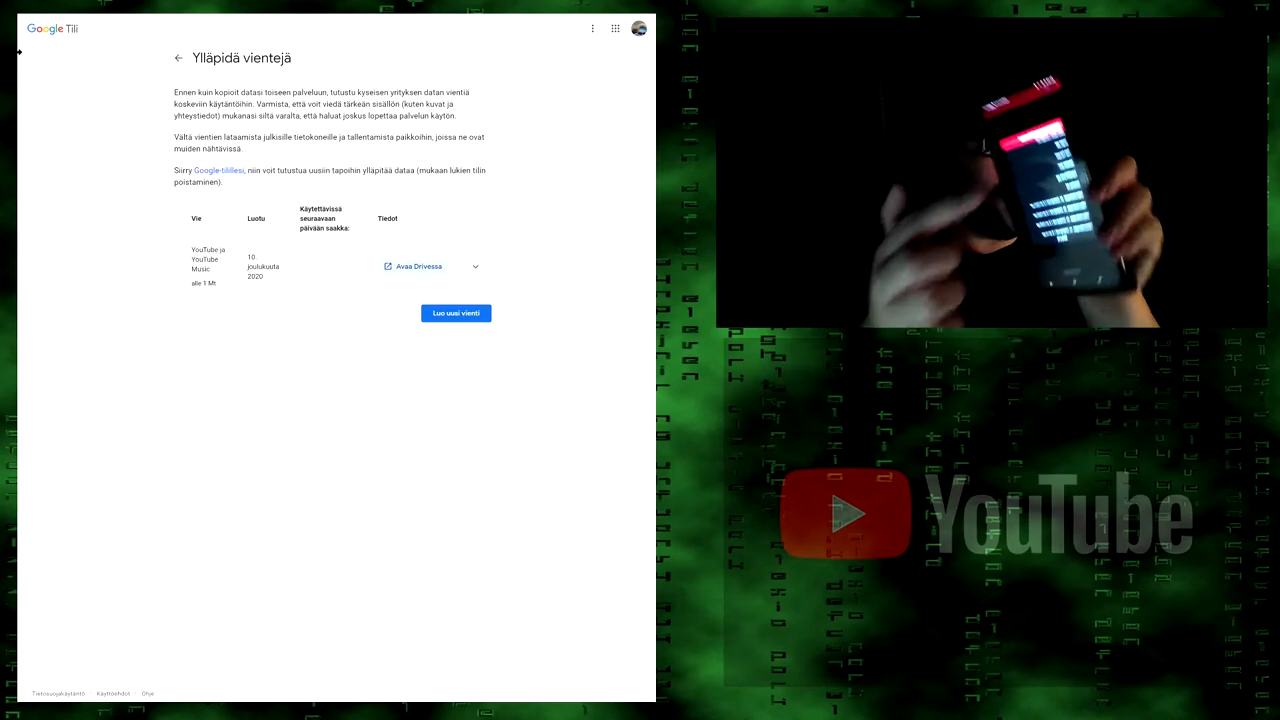 Google Tili
Ylläpidä vientejä
Ennen kuin kopioit datasi toiseen palveluun, tutustu kyseisen yrityksen datan vientiä
koskeviin käytäntöihin. Varmista, että voit viedä tärkeän sisällön (kuten kuvat ja
yhteystiedot) mukanasi siltä varalta, että haluat joskus lopettaa palvelun käytön.
Vältä vientien lataamista julkisille tietokoneille ja tallentamista paikkoihin, joissa ne ovat
muiden nähtävissä.
Siirry Google-tilillesi, niin voit tutustua uusiin tapoihin ylläpitää dataa (mukaan lukien tilin
poistaminen).
Vie
Luotu
Käytettävissä
seuraavaan
päivään saakka:
Tiedot
YouTube ja
YouTube
Music
alle 1 Mt
10.
joulukuuta
2020
Avaa Drivessa
Luo uusi vienti
Tietosuojakäytäntö
Käyttöehdot
Ohje
YouTube